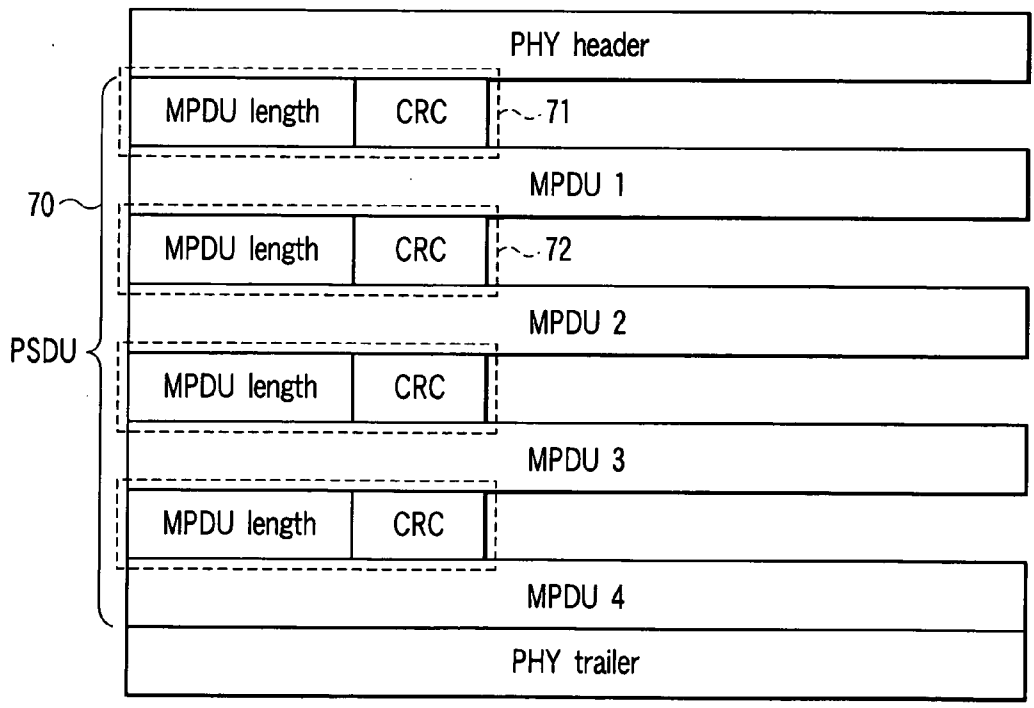 PHY header
MPDU length CRC 71
MPDU 1
70
MPDU length CRC 72
MPDU 2
PSDU
MPDU length CRC
MPDU 3
MPDU length CRC
MPDU 4
PHY trailer